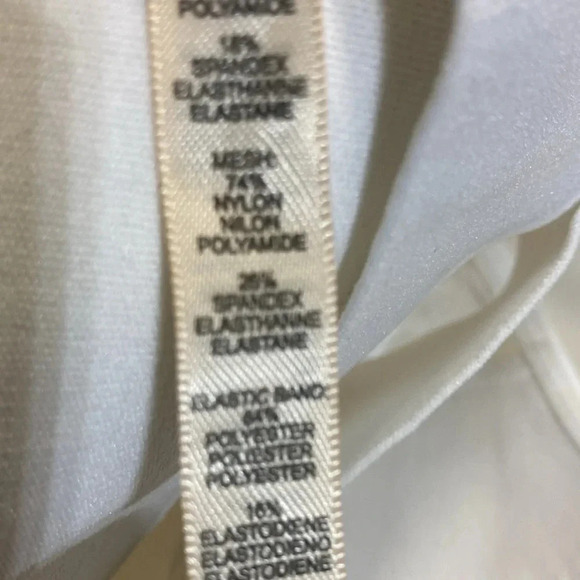 POLYAMIDE
18%
SPANDEX
ELASTHANNE
ELASTANE
MESH:
74%
NYLON
NILON
POLYAMIDE
26%
SPANDEX
ELASTHANNE
ELASTANE
ELASTIC BAND:
84%
POLYESTER
POLIESTER
POLYESTER
16%
ELASTODIENE
ELASTODIENO
ELASTODIENE